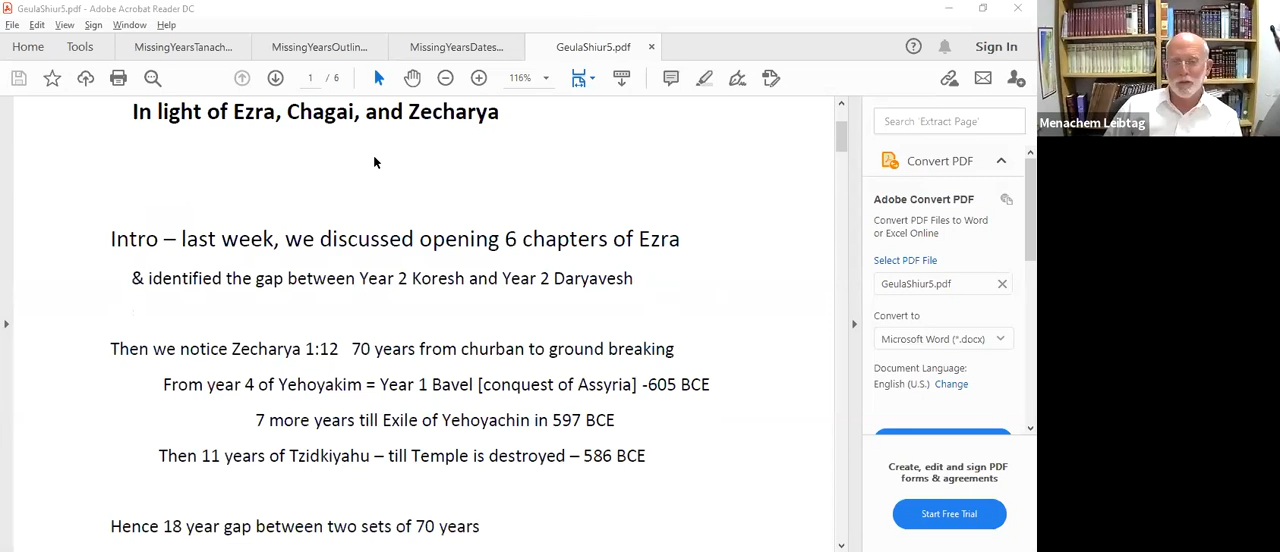 GeulaShiur5.pdf - Adobe Acrobat Reader DC
File Edit View Sign Window Help
Home Tools MissingYearsTanach... MissingYearsOutlin... MissingYearsDates... GeulaShiur5.pdf Sign In
1 / 6 116%
In light of Ezra, Chagai, and Zecharya
Intro – last week, we discussed opening 6 chapters of Ezra
& identified the gap between Year 2 Koresh and Year 2 Daryavesh
Then we notice Zecharya 1:12 70 years from churban to ground breaking
From year 4 of Yehoyakim = Year 1 Bavel [conquest of Assyria] -605 BCE
7 more years till Exile of Yehoyachin in 597 BCE
Then 11 years of Tzidkiyahu – till Temple is destroyed – 586 BCE
Hence 18 year gap between two sets of 70 years
Search 'Extract Page'
Convert PDF
Adobe Convert PDF
Convert PDF Files to Word
or Excel Online
Select PDF File
GeulaShiur5.pdf
Convert to
Microsoft Word (*.docx)
Document Language:
English (U.S.) Change
Create, edit and sign PDF
forms & agreements
Start Free Trial
Menachem Leibtag